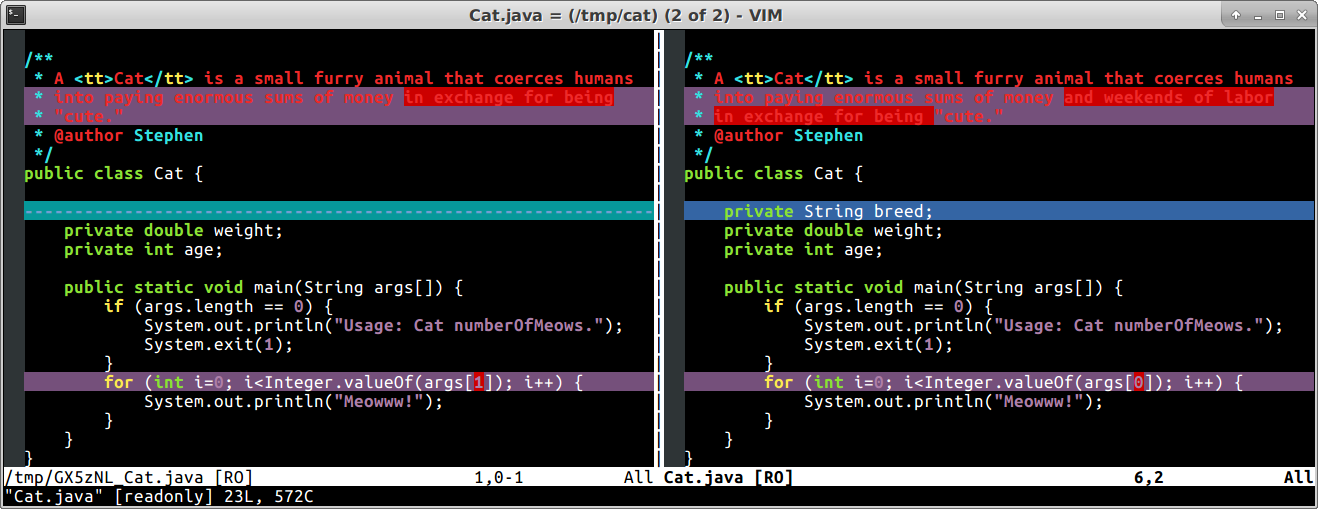 Cat.java = (/tmp/cat) (2 of 2) - VIM
/**
 * A <tt>Cat</tt> is a small furry animal that coerces humans
 * into paying enormous sums of money in exchange for being
 * "cute."
 * @author Stephen
 */
public class Cat {

---------------------------------------------------------------
    private double weight;
    private int age;

    public static void main(String args[]) {
        if (args.length == 0) {
            System.out.println("Usage: Cat numberOfMeows.");
            System.exit(1);
        }
        for (int i=0; i<Integer.valueOf(args[1]); i++) {
            System.out.println("Meowww!");
        }
    }
}
/tmp/GX5zNL_Cat.java [RO] 1,0-1 All
/**
 * A <tt>Cat</tt> is a small furry animal that coerces humans
 * into paying enormous sums of money and weekends of labor
 * in exchange for being "cute."
 * @author Stephen
 */
public class Cat {

    private String breed;
    private double weight;
    private int age;

    public static void main(String args[]) {
        if (args.length == 0) {
            System.out.println("Usage: Cat numberOfMeows.");
            System.exit(1);
        }
        for (int i=0; i<Integer.valueOf(args[0]); i++) {
            System.out.println("Meowww!");
        }
    }
}
Cat.java [RO] 6,2 All
"Cat.java" [readonly] 23L, 572C